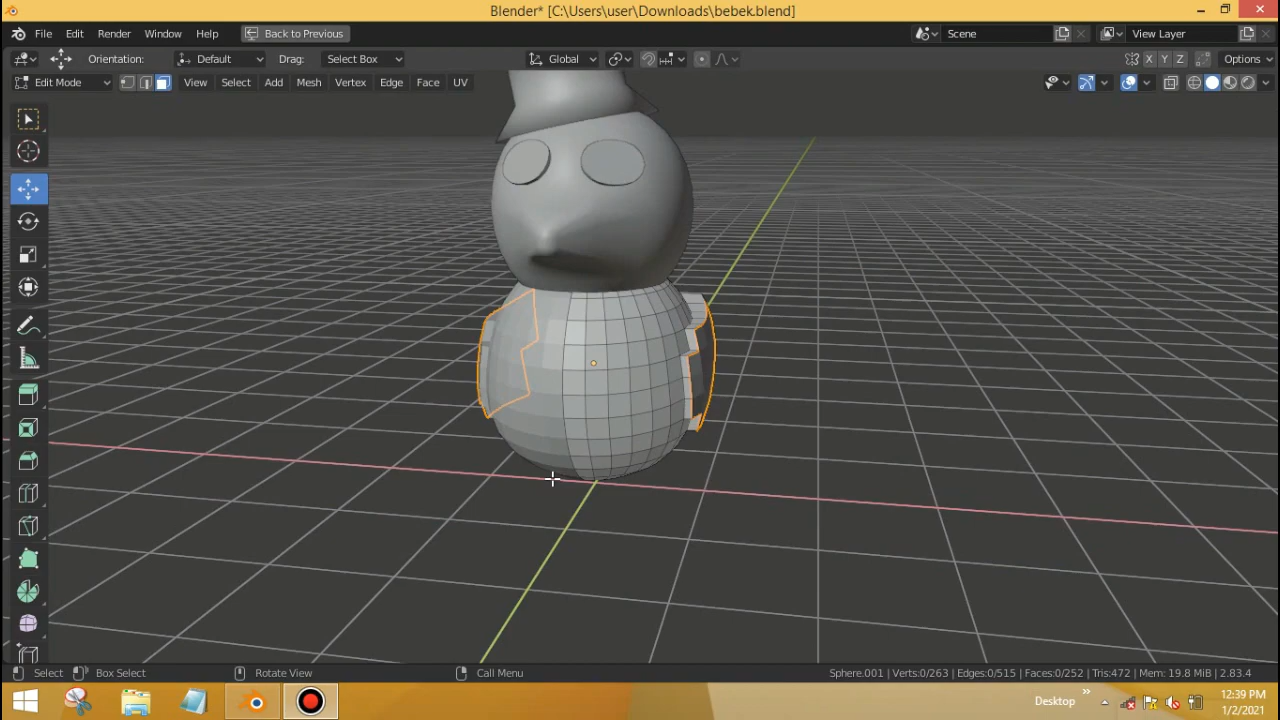 Blender* [C:\Users\user\Downloads\bebek.blend]
File Edit Render Window Help Back to Previous Scene View Layer
Orientation: Default Drag: Select Box Global X Y Z Options
Edit Mode View Select Add Mesh Vertex Edge Face UV
Select Box Select Rotate View Call Menu Sphere.001 | Verts:0/263 | Edges:0/515 | Faces:0/252 | Tris:472 | Mem: 19.8 MiB | 2.83.4
Desktop » 12:39 PM
1/2/2021